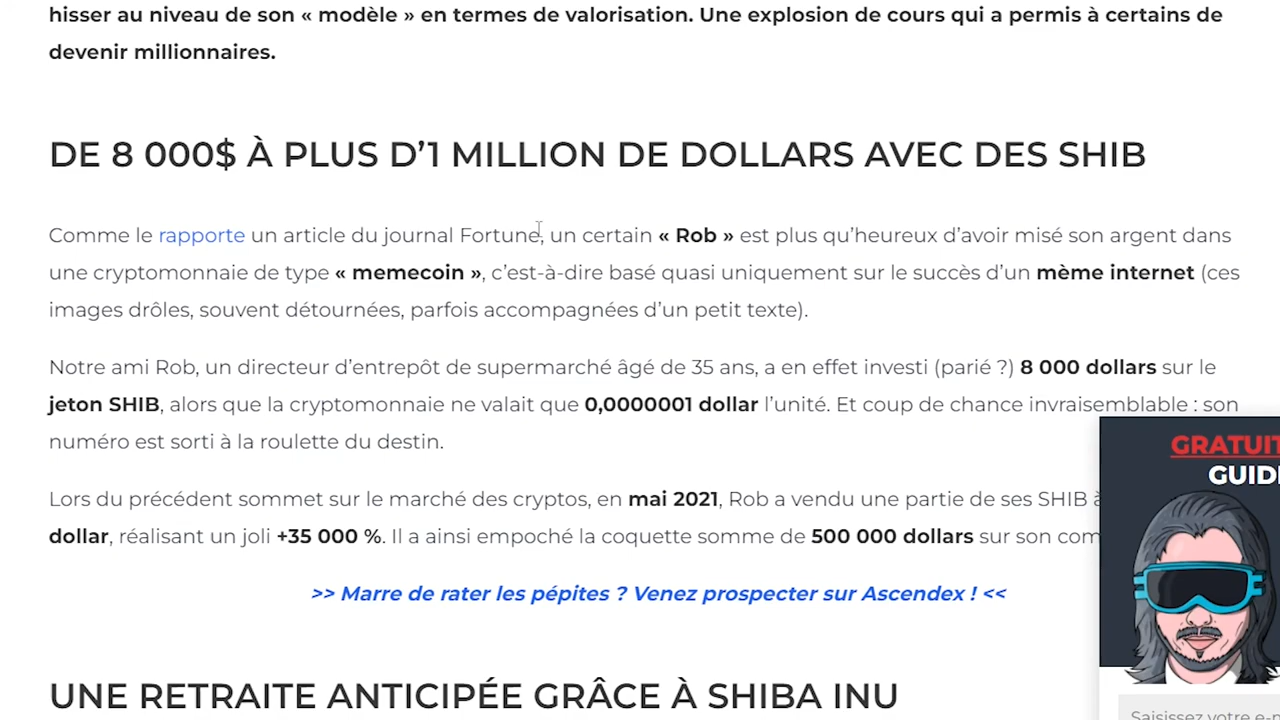 hisser au niveau de son « modèle » en termes de valorisation. Une explosion de cours qui a permis à certains de
devenir millionnaires.
DE 8 000$ À PLUS D’1 MILLION DE DOLLARS AVEC DES SHIB
Comme le rapporte un article du journal Fortune, un certain « Rob » est plus qu’heureux d’avoir misé son argent dans
une cryptomonnaie de type « memecoin », c’est-à-dire basé quasi uniquement sur le succès d’un mème internet (ces
images drôles, souvent détournées, parfois accompagnées d’un petit texte).
Notre ami Rob, un directeur d’entrepôt de supermarché âgé de 35 ans, a en effet investi (parié ?) 8 000 dollars sur le
jeton SHIB, alors que la cryptomonnaie ne valait que 0,0000001 dollar l’unité. Et coup de chance invraisemblable : son
numéro est sorti à la roulette du destin.
Lors du précédent sommet sur le marché des cryptos, en mai 2021, Rob a vendu une partie de ses SHIB à
dollar, réalisant un joli +35 000 %. Il a ainsi empoché la coquette somme de 500 000 dollars sur son com
>> Marre de rater les pépites ? Venez prospecter sur Ascendex ! <<
UNE RETRAITE ANTICIPÉE GRÂCE À SHIBA INU
GRATUIT
GUID
Saisissez votre e-m